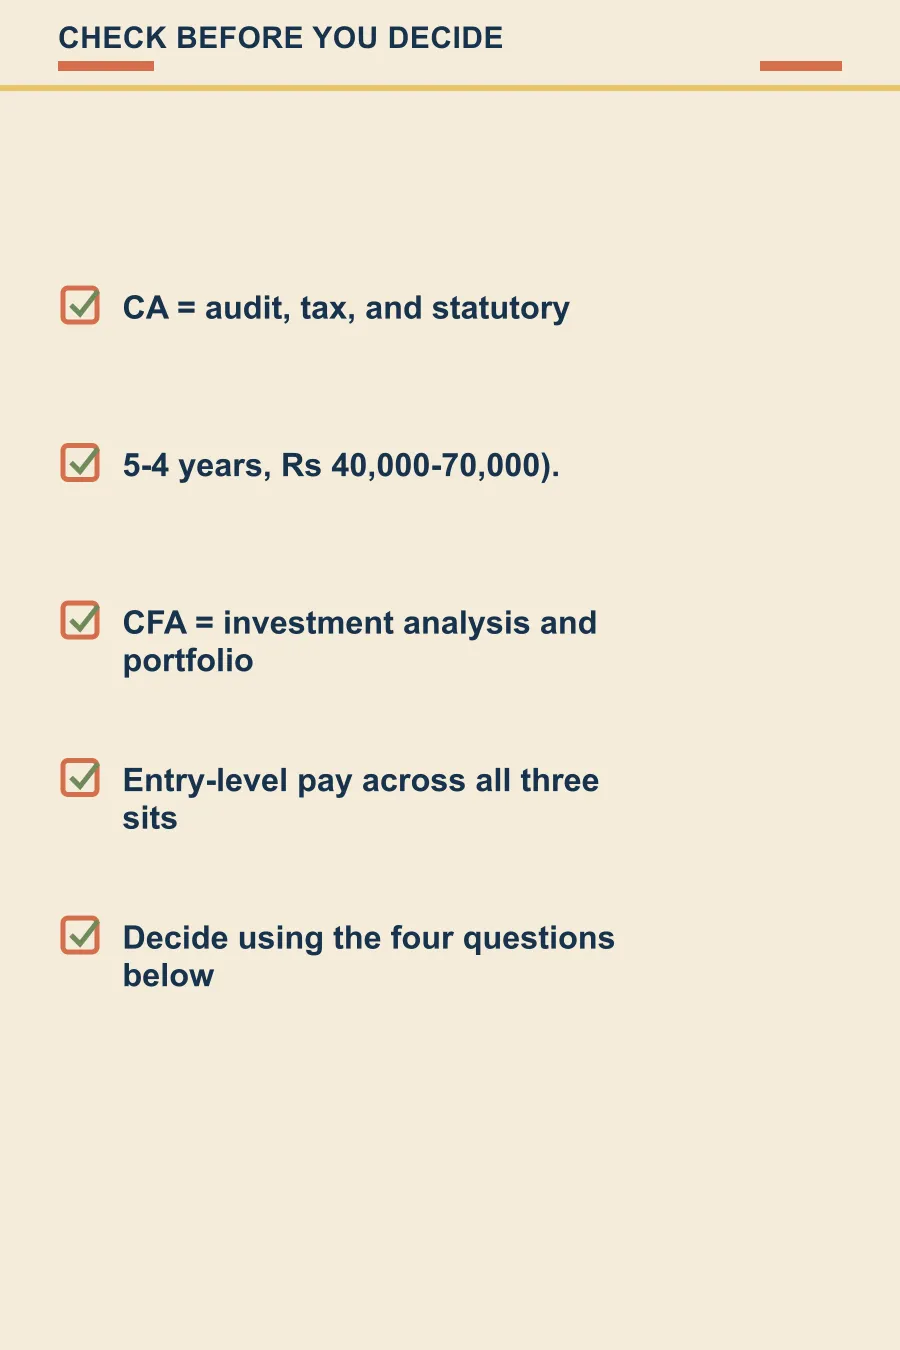 CHECK BEFORE YOU DECIDE
CA = audit, tax, and statutory
5-4 years, Rs 40,000-70,000).
CFA = investment analysis and
portfolio
Entry-level pay across all three
sits
Decide using the four questions
below